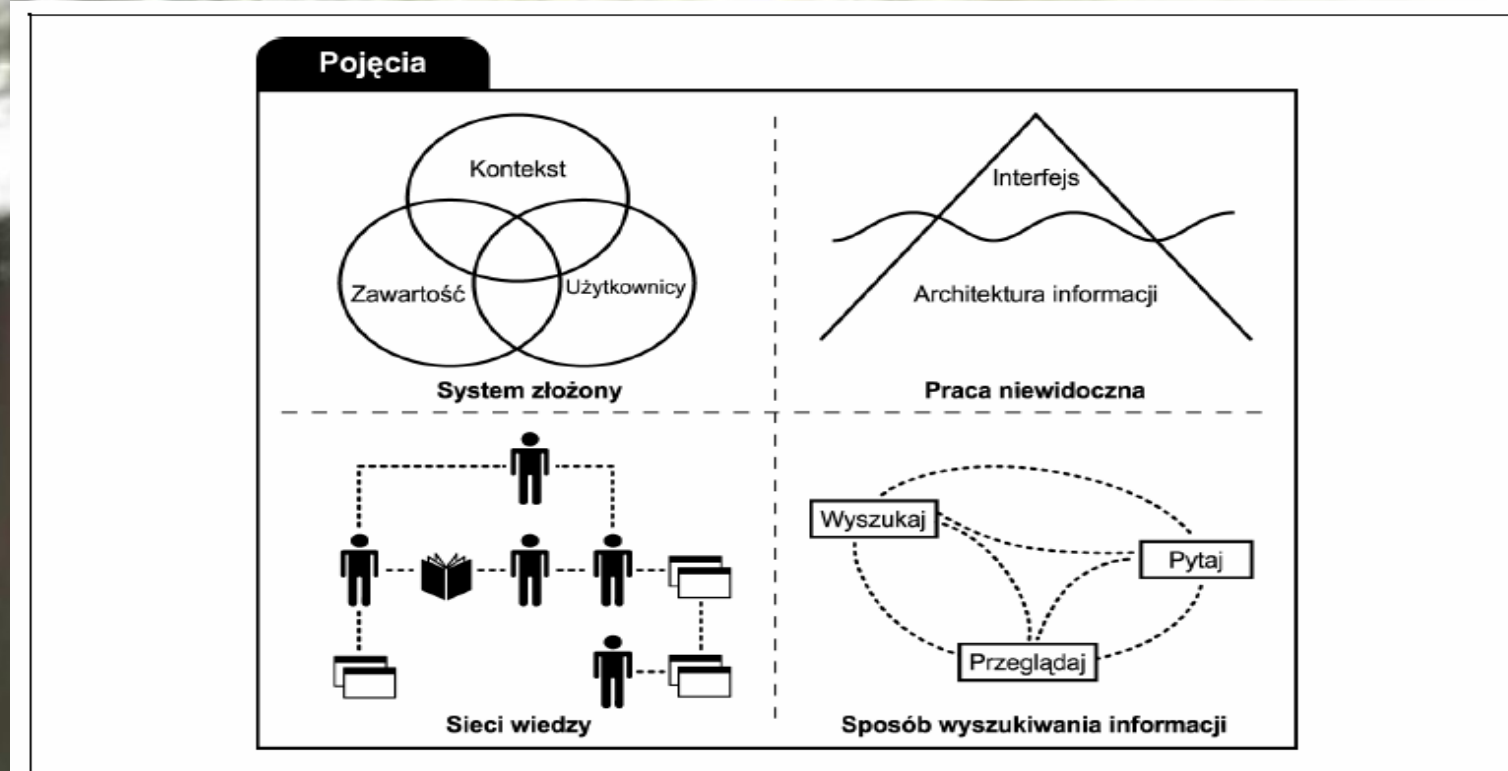 Pojęcia
Kontekst
Zawartość
Użytkownicy
System złożony
Interfejs
Architektura informacji
Praca niewidoczna
Sieci wiedzy
Wyszukaj
Pytaj
Przeglądaj
Sposób wyszukiwania informacji